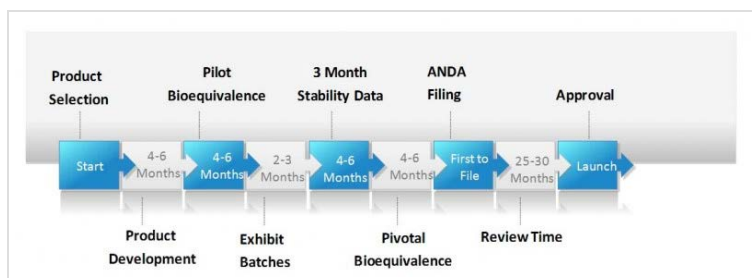 Product
Selection
Pilot
Bioequivalence
3 Month
Stability Data
ANDA
Filing
Approval
Start
4-6
Months
4-6
Months
2-3
Months
4-6
Months
4-6
Months
First to
File
25-30
Months
Launch
Product
Development
Exhibit
Batches
Pivotal
Bioequivalence
Review Time